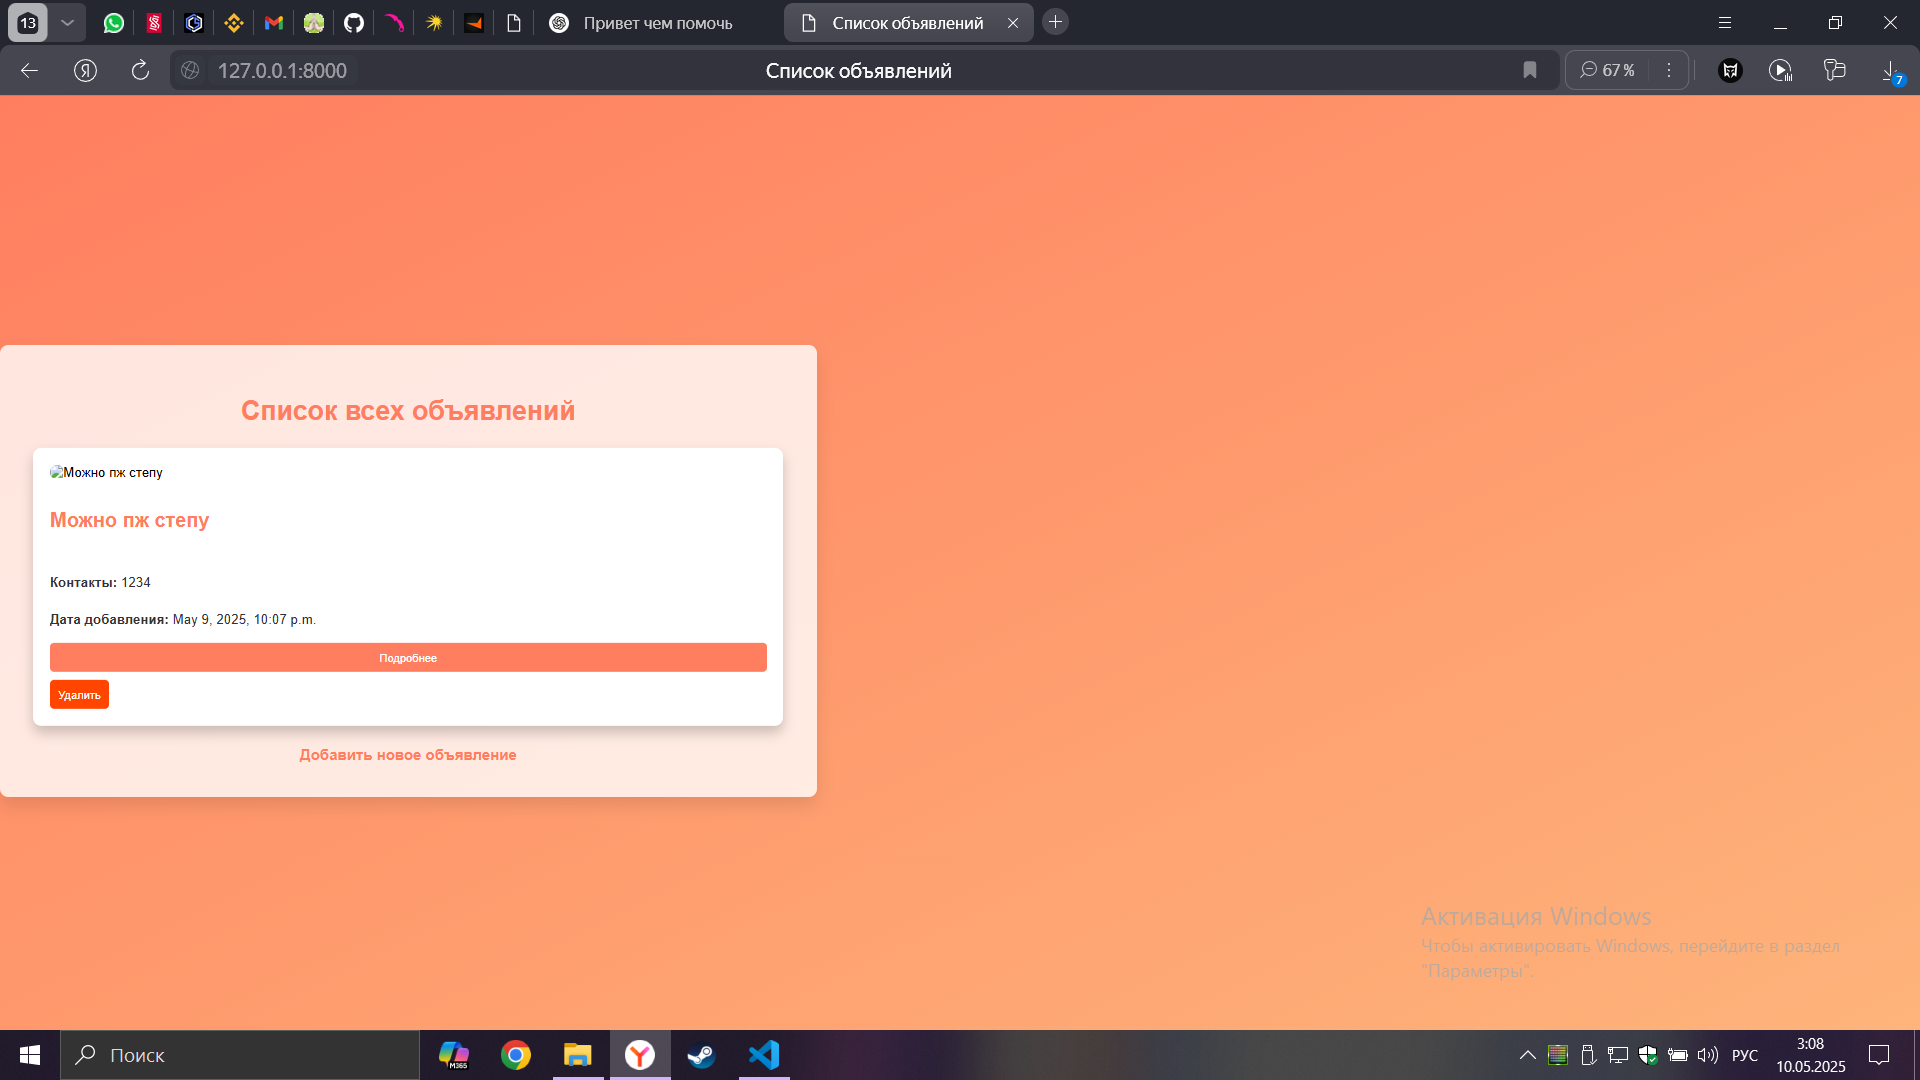 13
Привет чем помочь
Список объявлений
127.0.0.1:8000
Список объявлений
67 %
7
Список всех объявлений
Можно пж степу
Можно пж степу
Контакты: 1234
Дата добавления: May 9, 2025, 10:07 p.m.
Подробнее
Удалить
Добавить новое объявление
Активация Windows
Чтобы активировать Windows, перейдите в раздел
"Параметры".
Поиск
M365
РУС
3:08
10.05.2025